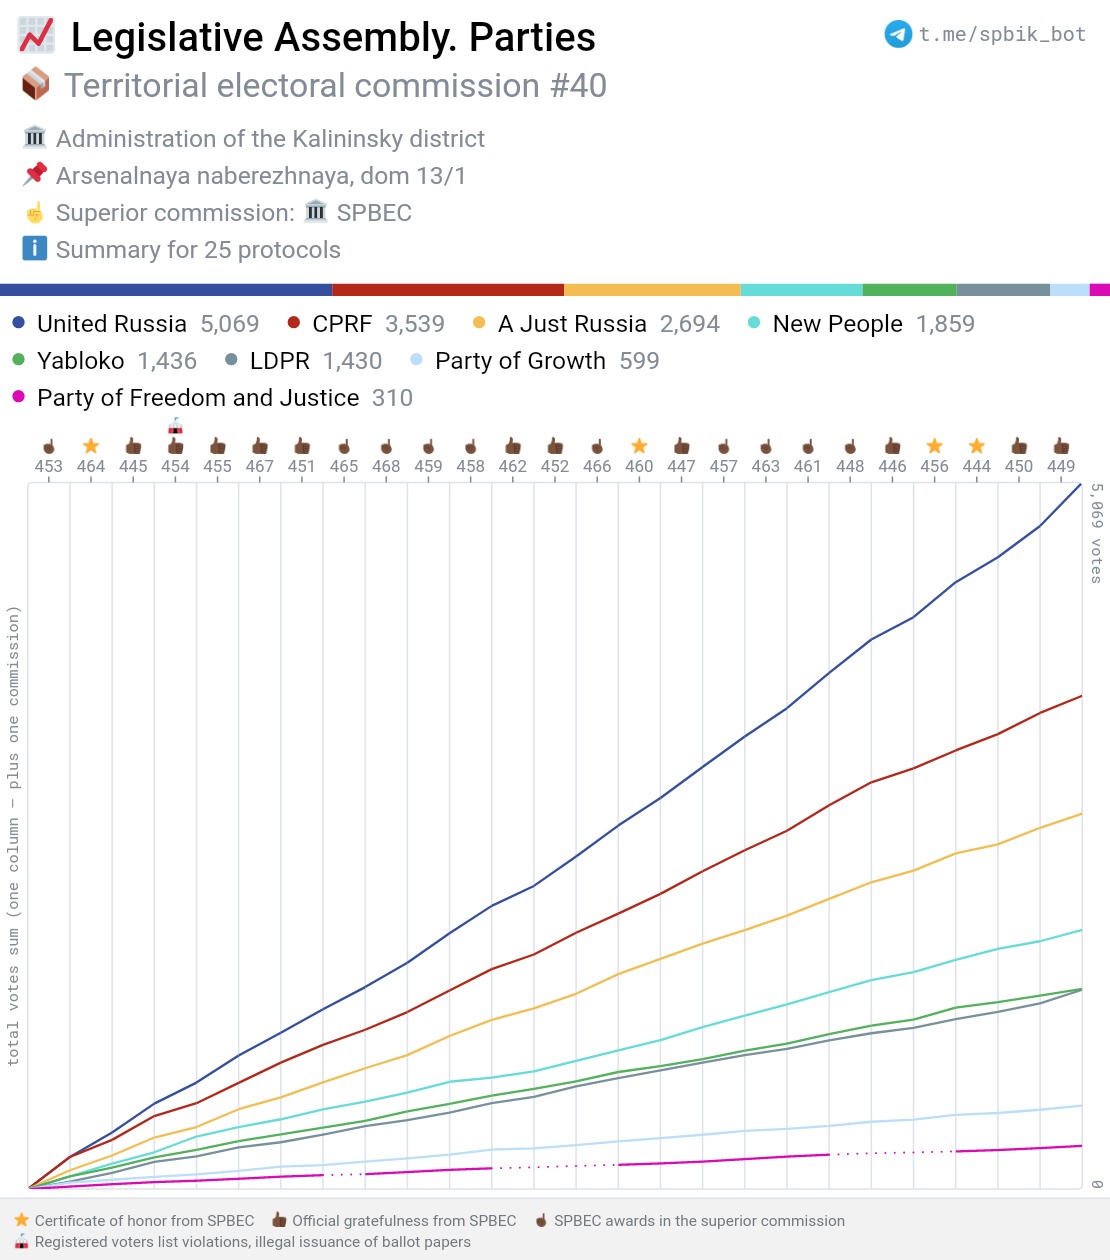 Legislative Assembly. Parties
t.me/spbik_bot
Territorial electoral commission #40
Administration of the Kalininsky district
Arsenalnaya naberezhnaya, dom 13/1
Superior commission: SPBEC
Summary for 25 protocols
United Russia 5,069 CPRF 3,539 A Just Russia 2,694 New People 1,859
Yabloko 1,436 LDPR 1,430 Party of Growth 599
Party of Freedom and Justice 310
453 464 445 454 455 467 451 465 468 459 458 462 452 466 460 447 457 463 461 448 446 456 444 450 449
5,069 votes
total votes sum (one column — plus one commission)
0
Certificate of honor from SPBEC Official gratefulness from SPBEC SPBEC awards in the superior commission
Registered voters list violations, illegal issuance of ballot papers